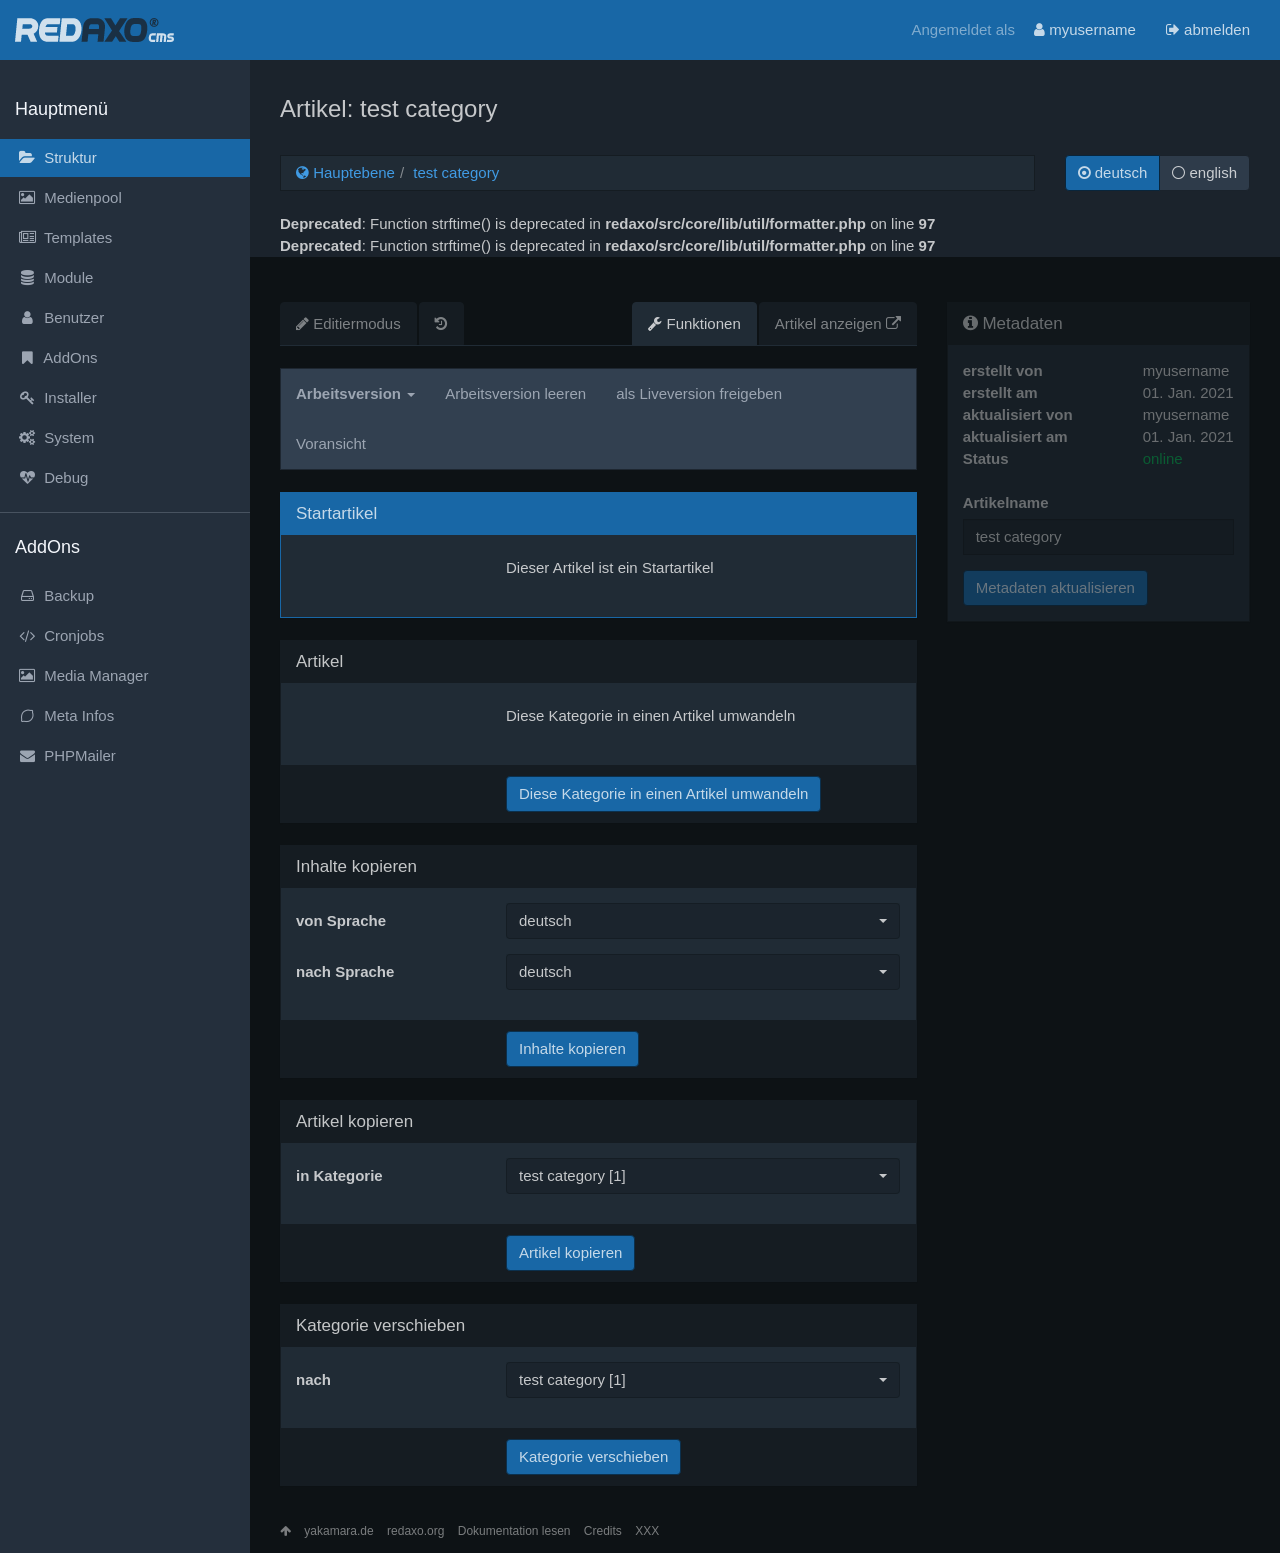 REDAXO® cms
Angemeldet als myusername abmelden
Hauptmenü
Struktur
Medienpool
Templates
Module
Benutzer
AddOns
Installer
System
Debug
AddOns
Backup
Cronjobs
Media Manager
Meta Infos
PHPMailer
Artikel: test category
Hauptebene / test category
deutsch english
Deprecated: Function strftime() is deprecated in redaxo/src/core/lib/util/formatter.php on line 97
Deprecated: Function strftime() is deprecated in redaxo/src/core/lib/util/formatter.php on line 97
Editiermodus Funktionen Artikel anzeigen
Arbeitsversion Arbeitsversion leeren als Liveversion freigeben
Voransicht
Startartikel
Dieser Artikel ist ein Startartikel
Artikel
Diese Kategorie in einen Artikel umwandeln
Diese Kategorie in einen Artikel umwandeln
Inhalte kopieren
von Sprache deutsch
nach Sprache deutsch
Inhalte kopieren
Artikel kopieren
in Kategorie test category [1]
Artikel kopieren
Kategorie verschieben
nach test category [1]
Kategorie verschieben
Metadaten
erstellt von myusername
erstellt am 01. Jan. 2021
aktualisiert von myusername
aktualisiert am 01. Jan. 2021
Status online
Artikelname
test category
Metadaten aktualisieren
yakamara.de redaxo.org Dokumentation lesen Credits XXX